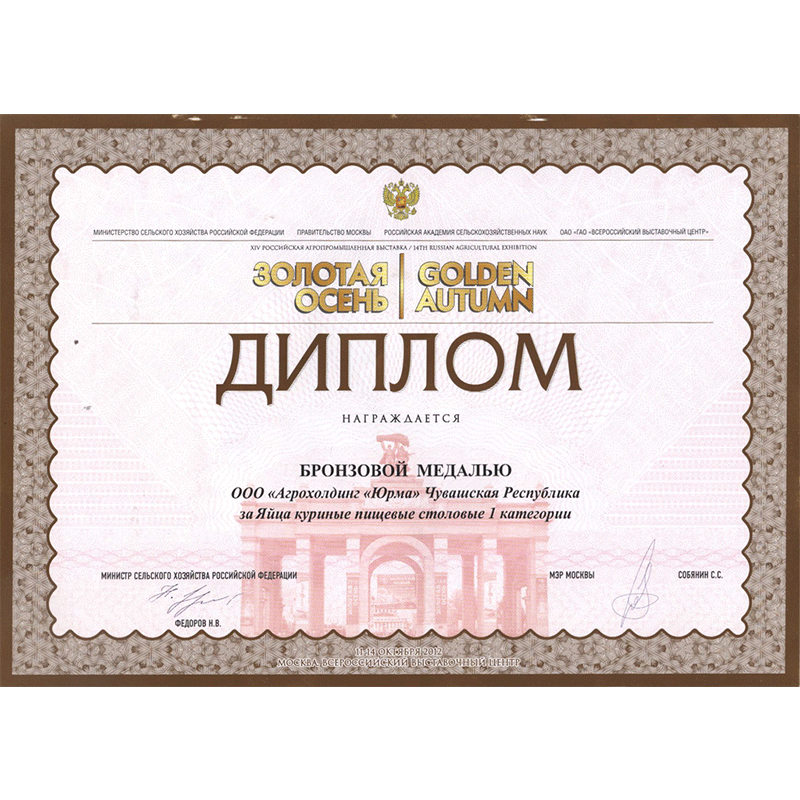 МИНИСТЕРСТВО СЕЛЬСКОГО ХОЗЯЙСТВА РОССИЙСКОЙ ФЕДЕРАЦИИ ПРАВИТЕЛЬСТВО МОСКВЫ РОССИЙСКАЯ АКАДЕМИЯ СЕЛЬСКОХОЗЯЙСТВЕННЫХ НАУК ОАО «ГАО «ВСЕРОССИЙСКИЙ ВЫСТАВОЧНЫЙ ЦЕНТР»
XIV РОССИЙСКАЯ АГРОПРОМЫШЛЕННАЯ ВЫСТАВКА / 14TH RUSSIAN AGRICULTURAL EXHIBITION
ЗОЛОТАЯ GOLDEN
ОСЕНЬ AUTUMN
ДИПЛОМ
НАГРАЖДАЕТСЯ
БРОНЗОВОЙ МЕДАЛЬЮ
ООО «Агрохолдинг «Юрма» Чувашская Республика
за Яйца куриные пищевые столовые 1 категории
МИНИСТР СЕЛЬСКОГО ХОЗЯЙСТВА РОССИЙСКОЙ ФЕДЕРАЦИИ МЭР МОСКВЫ СОБЯНИН С.С.
ФЕДОРОВ Н.В.
11-14 ОКТЯБРЯ 2012
МОСКВА, ВСЕРОССИЙСКИЙ ВЫСТАВОЧНЫЙ ЦЕНТР